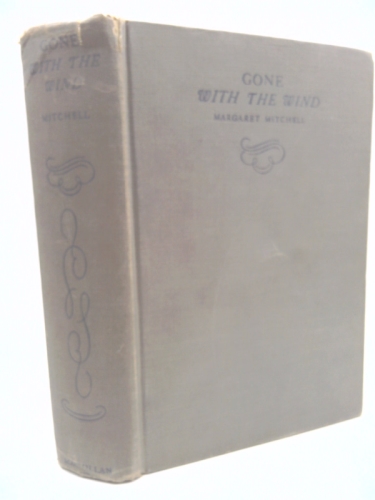 GONE
WITH THE
WIND
MITCHELL
GONE
WITH THE WIND
MARGARET MITCHELL